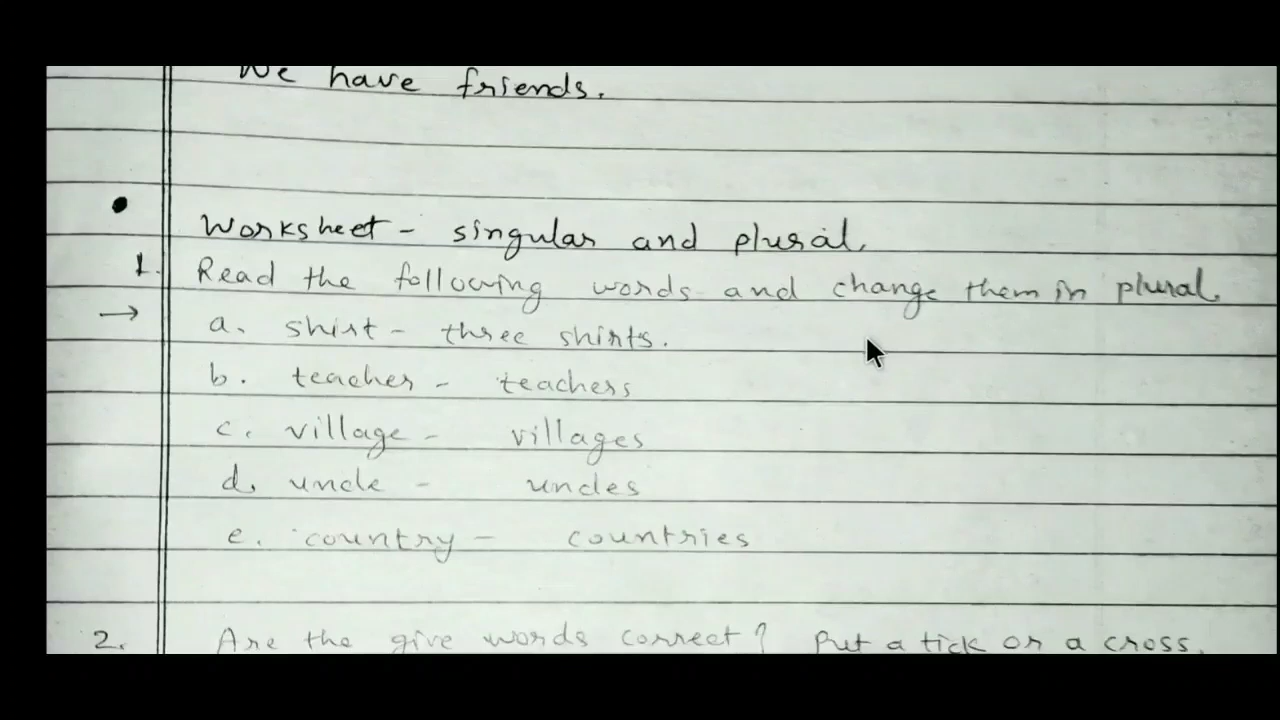 We have friends.
Worksheet - singular and plural.
1. Read the following words and change them in plural.
→ a. shirt - three shirts.
b. teacher - teachers
c. village - villages
d. uncle - uncles
e. country - countries
2. Are the give words correct? Put a tick or a cross.